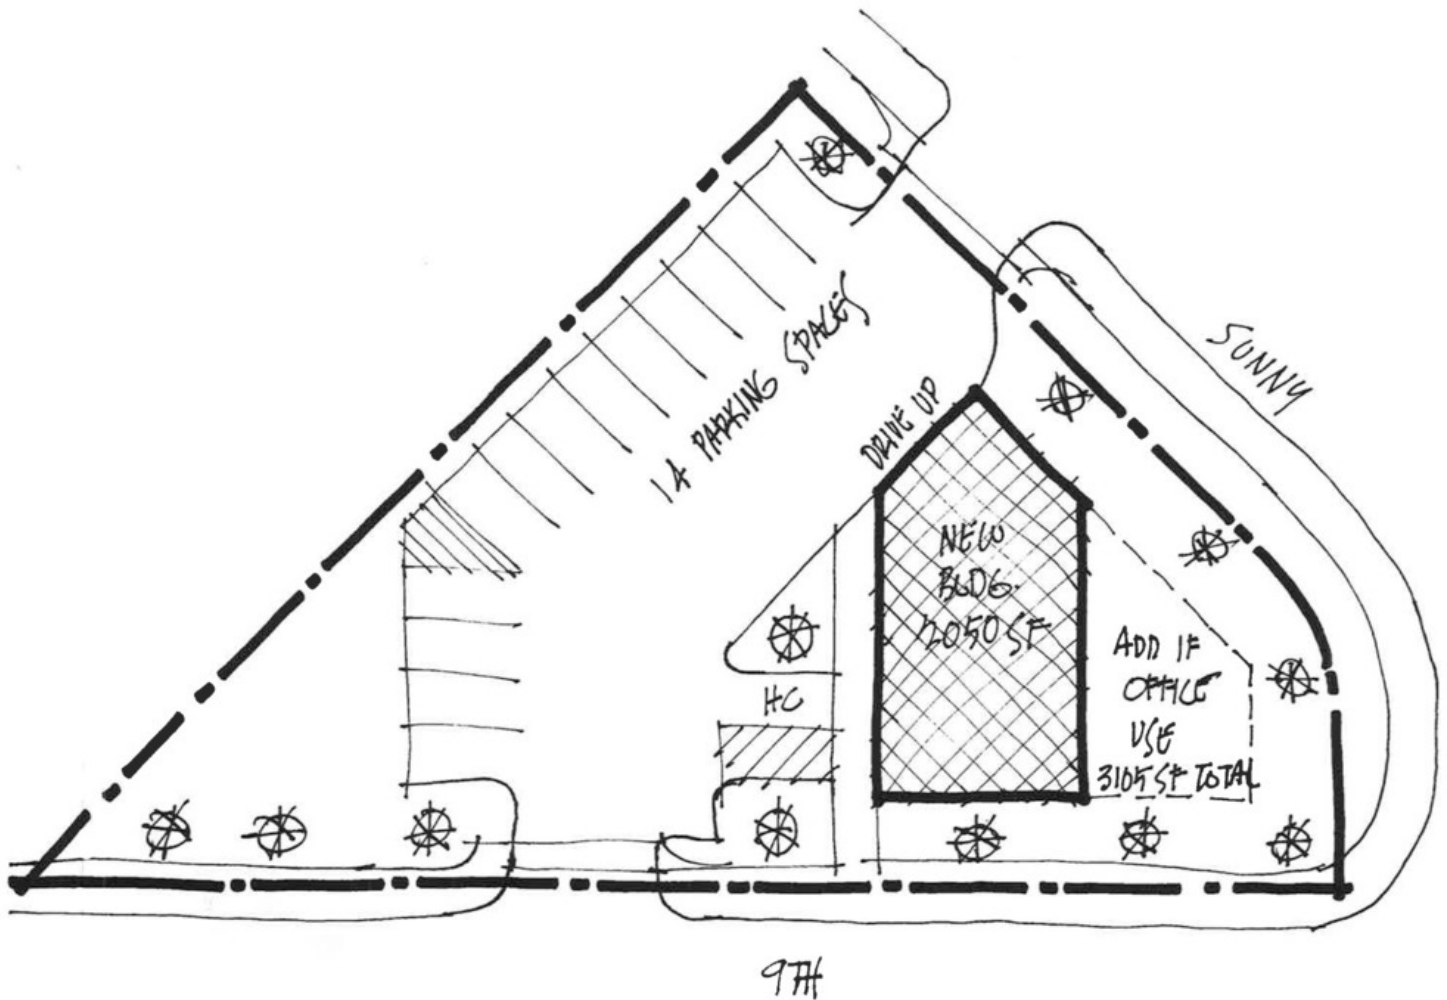 SUNNY
14 PARKING SPACES
DRIVE UP
NEW
BLDG.
2050 SF
ADD IF
OFFICE
USE
3105 SF TOTAL
HC
9TH